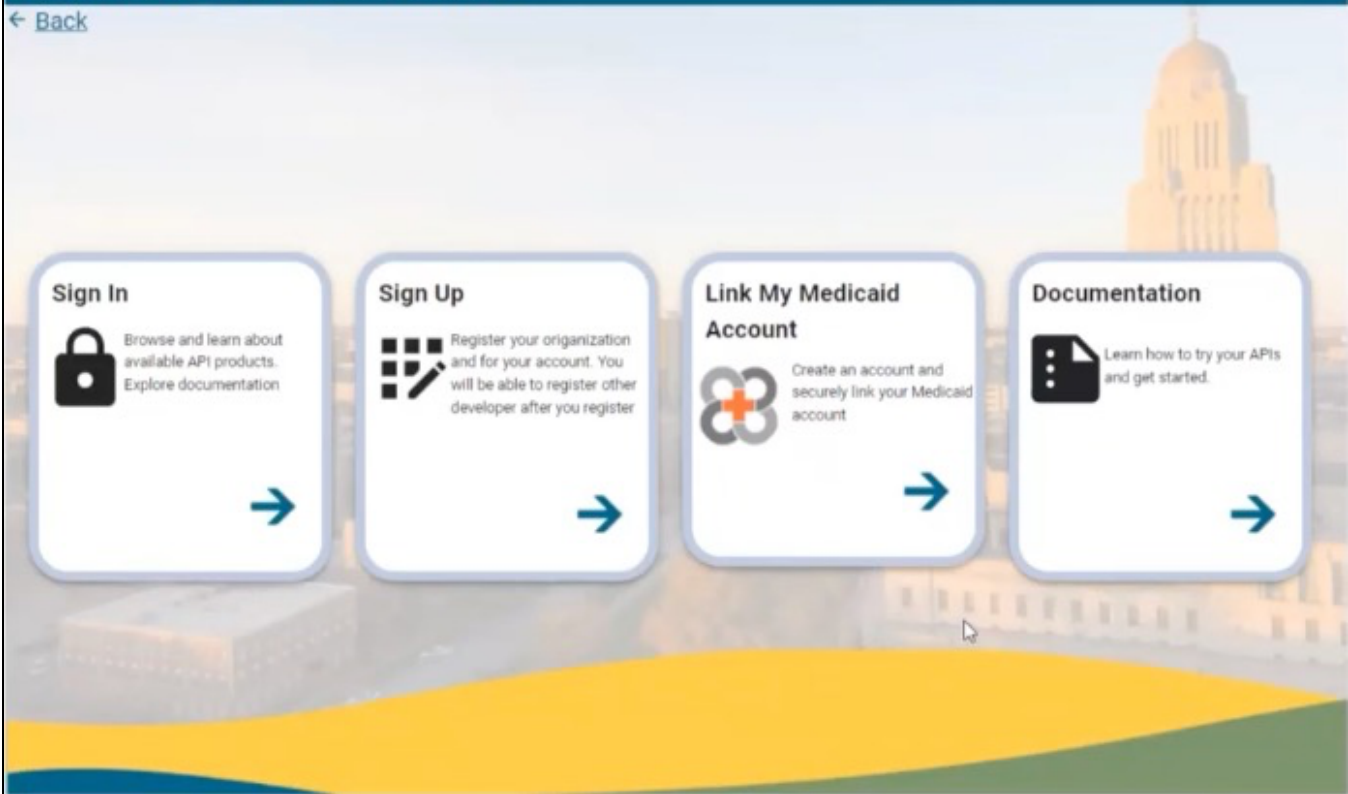 ← Back
Sign In
Browse and learn about
available API products.
Explore documentation
Sign Up
Register your origanization
and for your account. You
will be able to register other
developer after you register
Link My Medicaid
Account
Create an account and
securely link your Medicaid
account
Documentation
Learn how to try your APIs
and get started.